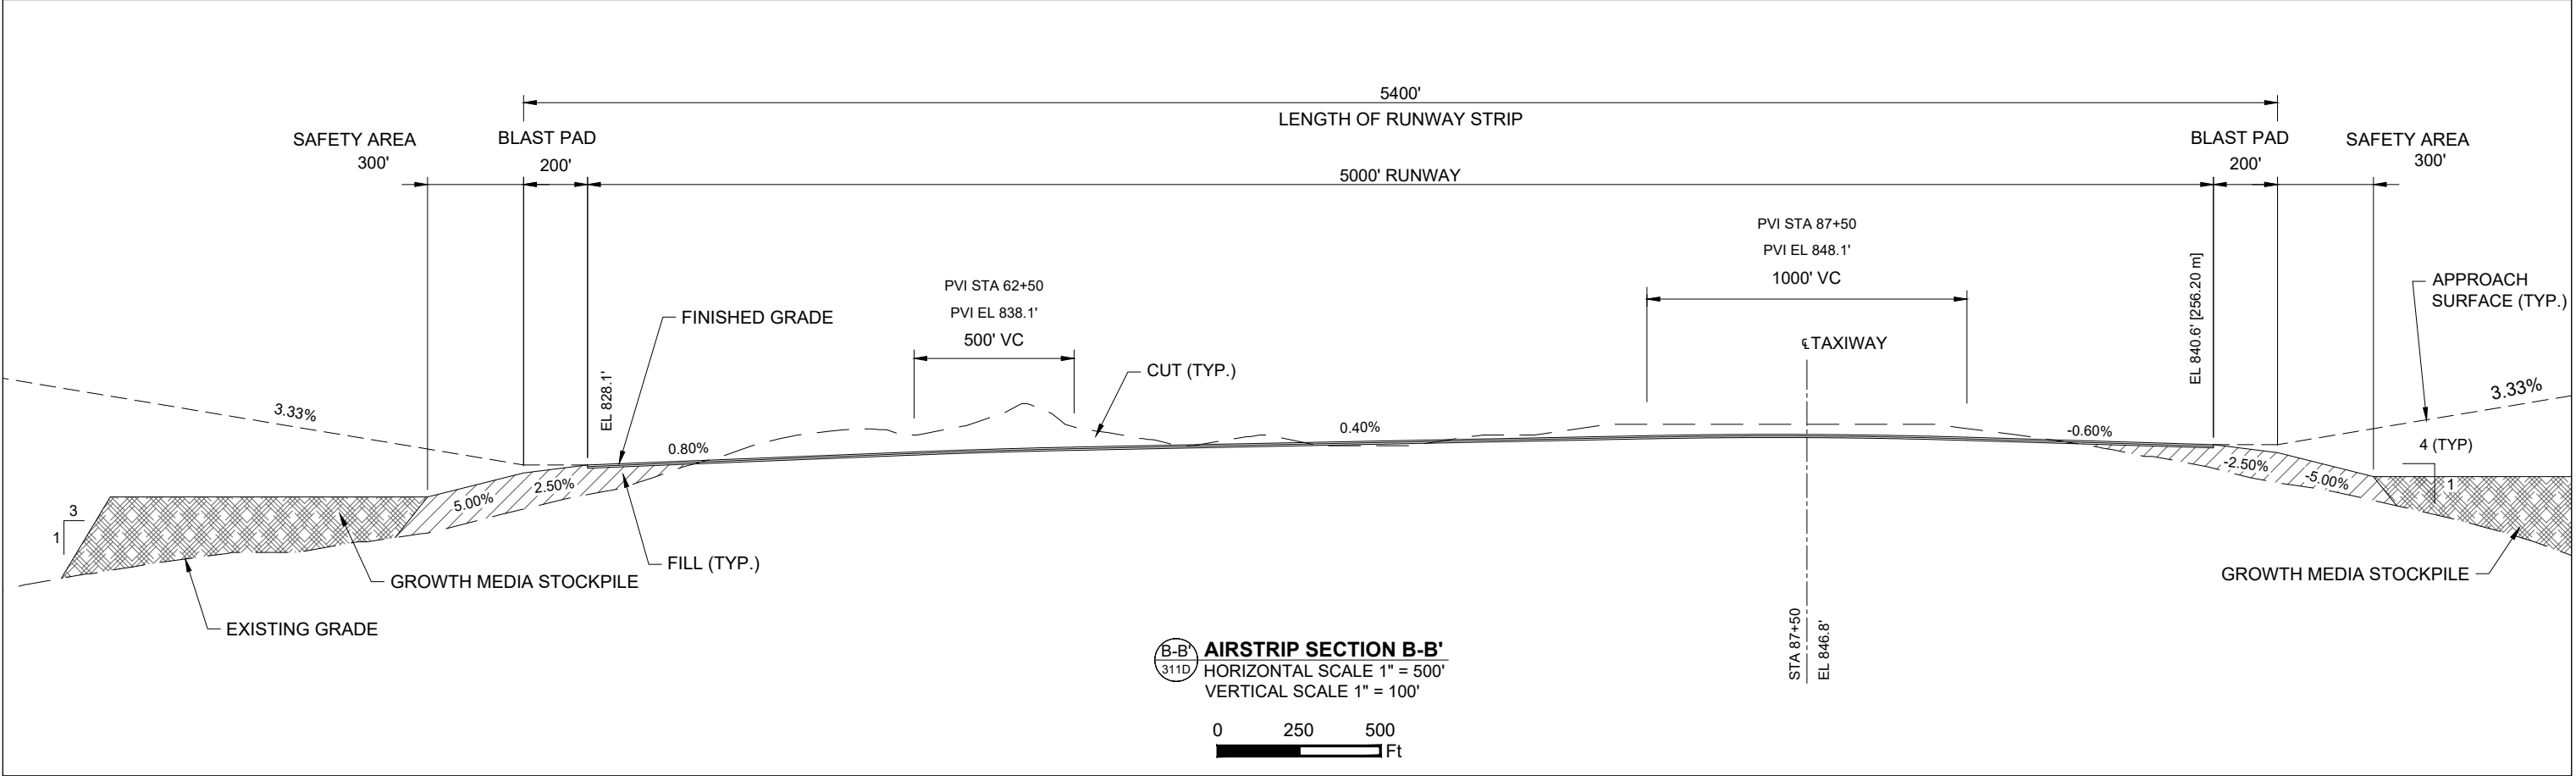 5400'
LENGTH OF RUNWAY STRIP
SAFETY AREA
300'
BLAST PAD
200'
5000' RUNWAY
BLAST PAD
200'
SAFETY AREA
300'
PVI STA 87+50
PVI EL 848.1'
1000' VC
PVI STA 62+50
PVI EL 838.1'
500' VC
FINISHED GRADE
CUT (TYP.)
EL 828.1'
EL 840.6' [256.20 m]
APPROACH
SURFACE (TYP.)
℄ TAXIWAY
3.33%
3.33%
0.80%
0.40%
-0.60%
4 (TYP)
1
5.00%
2.50%
-2.50%
-5.00%
3
1
FILL (TYP.)
GROWTH MEDIA STOCKPILE
GROWTH MEDIA STOCKPILE
EXISTING GRADE
STA 87+50
EL 846.8'
B-B'
311D
AIRSTRIP SECTION B-B'
HORIZONTAL SCALE 1" = 500'
VERTICAL SCALE 1" = 100'
0 250 500
Ft